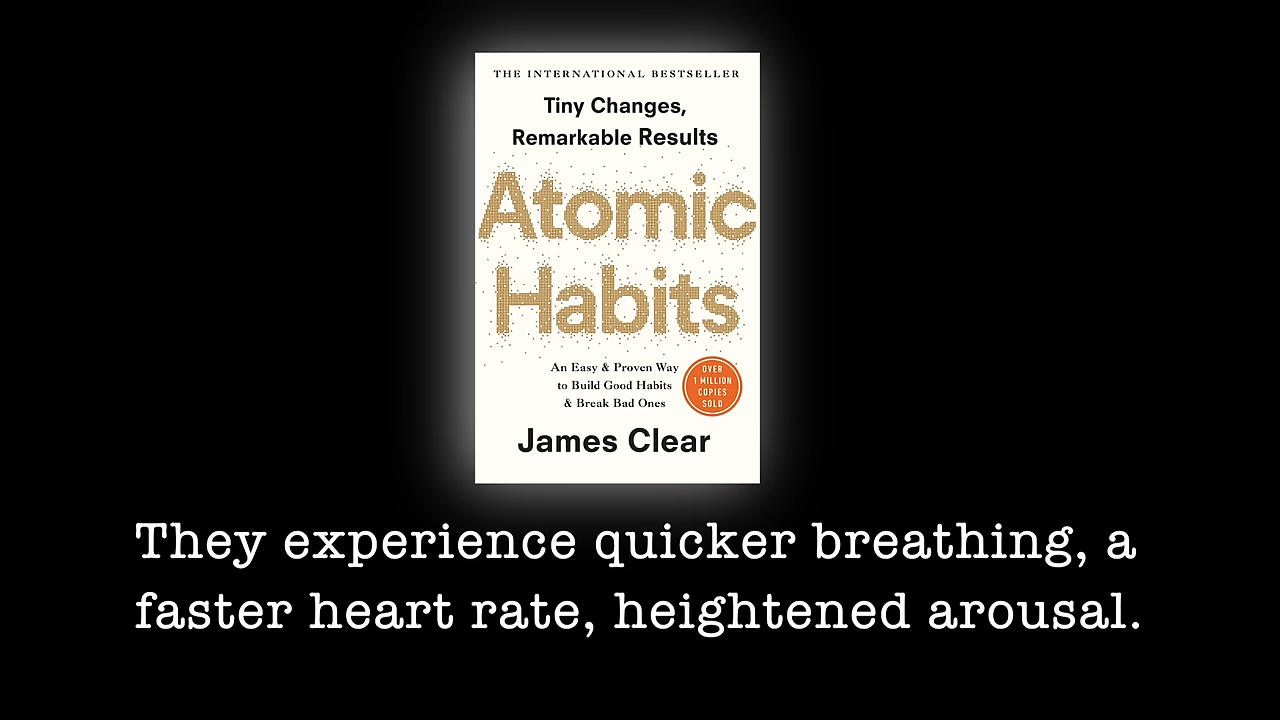 THE INTERNATIONAL BESTSELLER
Tiny Changes,
Remarkable Results
Atomic
Habits
An Easy & Proven Way
to Build Good Habits
& Break Bad Ones
OVER
1 MILLION
COPIES
SOLD
James Clear
They experience quicker breathing, a
faster heart rate, heightened arousal.